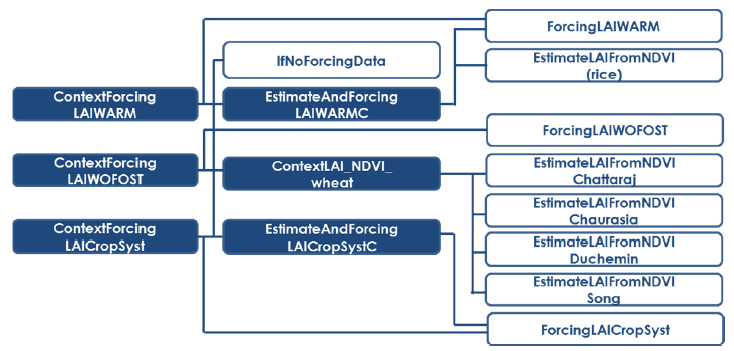 ContextForcing
LAIWARM
ContextForcing
LAIWOFOST
ContextForcing
LAICropSyst
IfNoForcingData
EstimateAndForcing
LAIWARMC
ContextLAI_NDVI_
wheat
EstimateAndForcing
LAICropSystC
ForcingLAIWARM
EstimateLAIFromNDVI
(rice)
ForcingLAIWOFOST
EstimateLAIFromNDVI
Chattaraj
EstimateLAIFromNDVI
Chaurasia
EstimateLAIFromNDVI
Duchemin
EstimateLAIFromNDVI
Song
ForcingLAICropSyst